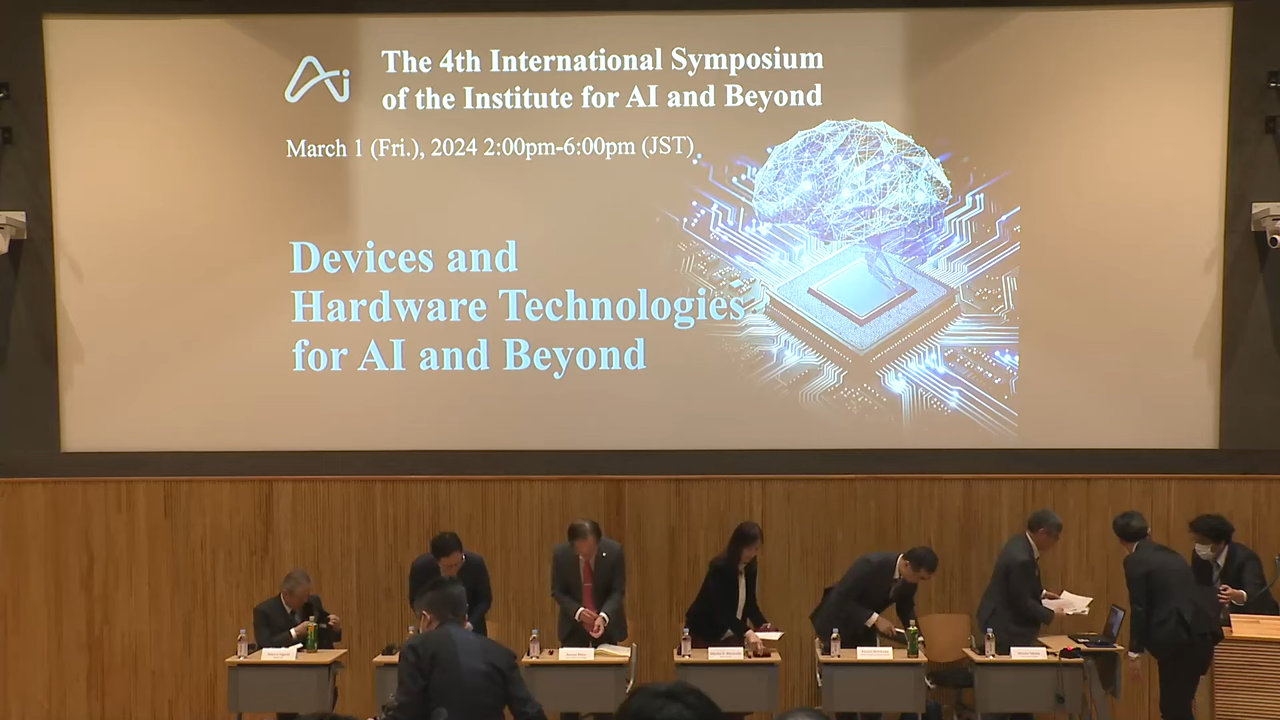 Ai
The 4th International Symposium
of the Institute for AI and Beyond
March 1 (Fri.), 2024 2:00pm-6:00pm (JST)
Devices and
Hardware Technologies
for AI and Beyond